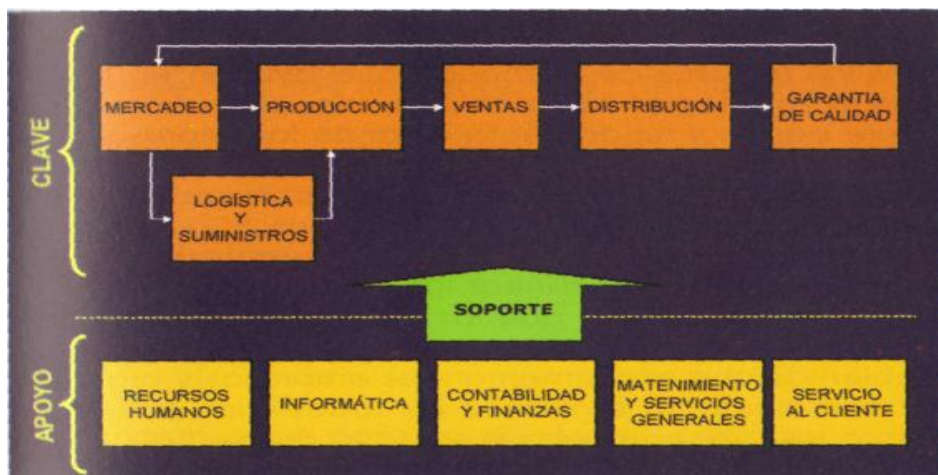 CLAVE
MERCADEO
PRODUCCIÓN
VENTAS
DISTRIBUCIÓN
GARANTIA
DE CALIDAD
LOGÍSTICA
Y
SUMINISTROS
SOPORTE
APOYO
RECURSOS
HUMANOS
INFORMÁTICA
CONTABILIDAD
Y FINANZAS
MATENIMIENTO
Y SERVICIOS
GENERALES
SERVICIO
AL CLIENTE